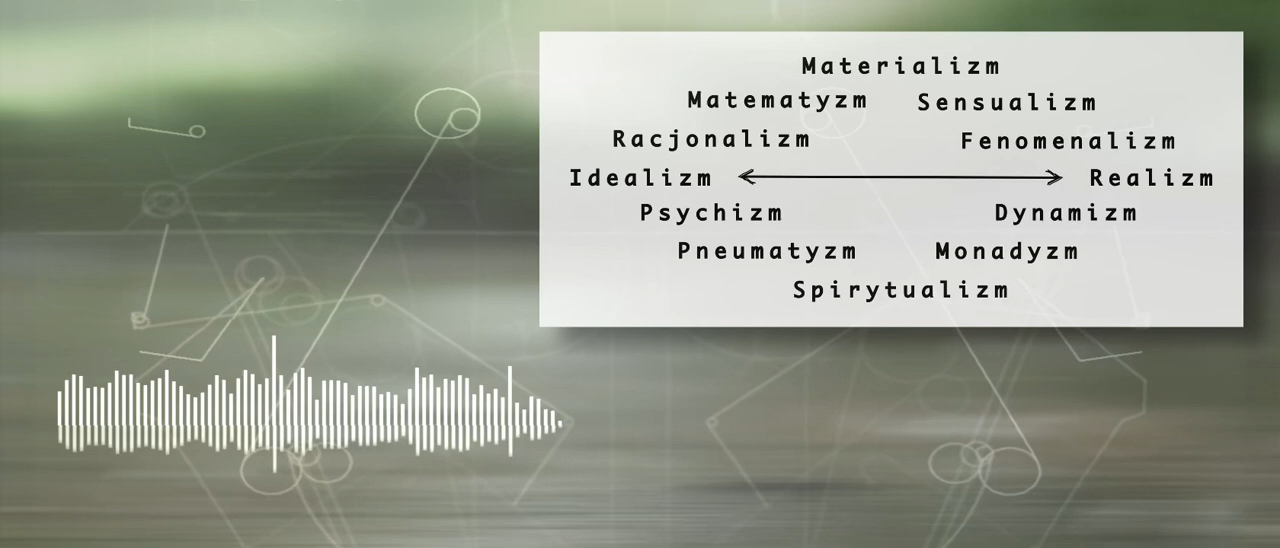 Materializm
Matematyzm Sensualizm
Racjonalizm Fenomenalizm
Idealizm Realizm
Psychizm Dynamizm
Pneumatyzm Monadyzm
Spirytualizm